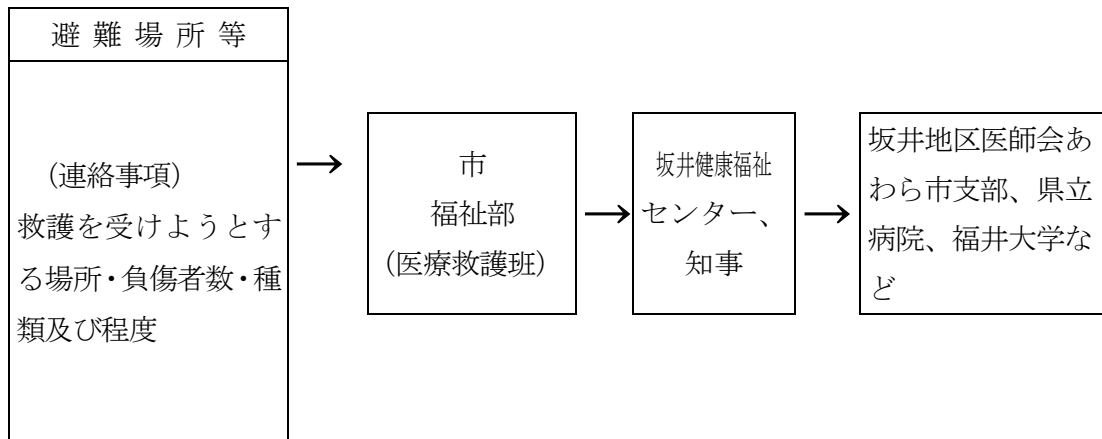 避難場所等
(連絡事項)
救護を受けようとす
る場所・負傷者数・種
類及び程度
市
福祉部
(医療救護班)
坂井健康福祉
センター、
知事
坂井地区医師会あ
わら市支部、県立
病院、福井大学な
ど